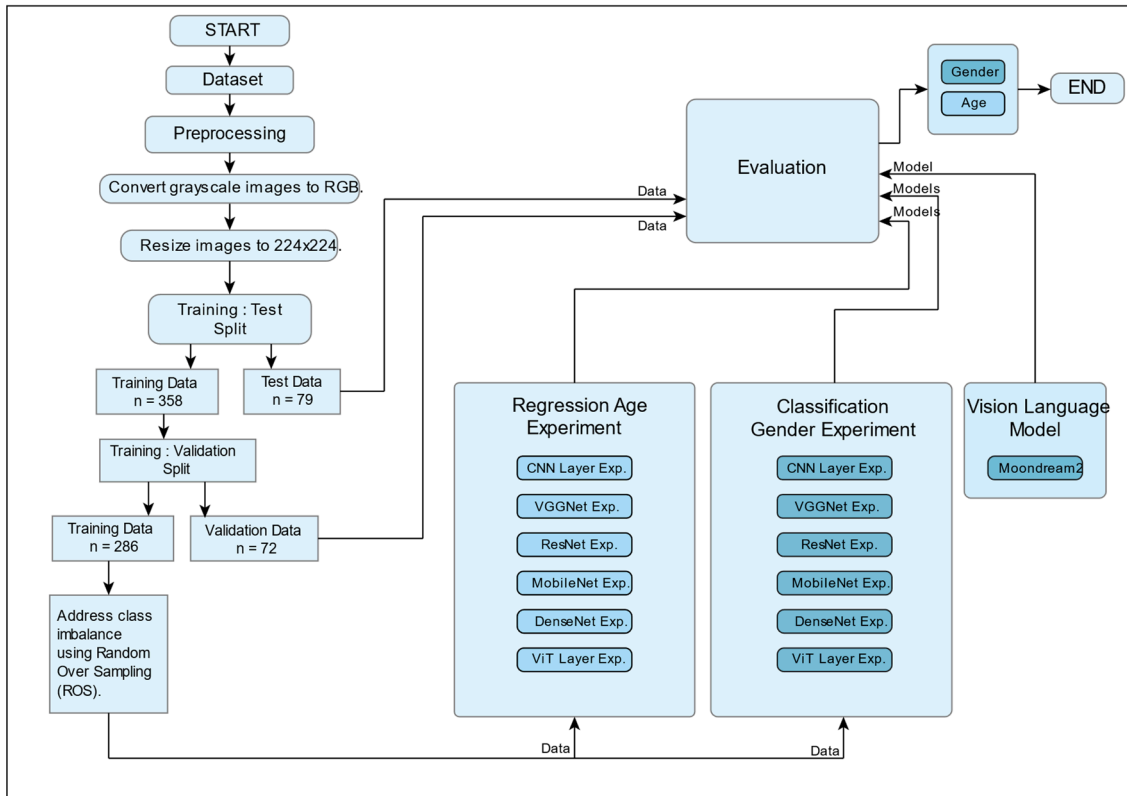 START
Dataset
Preprocessing
Convert grayscale images to RGB.
Resize images to 224x224.
Training : Test
Split
Training Data
n = 358
Test Data
n = 79
Training : Validation
Split
Training Data
n = 286
Validation Data
n = 72
Address class
imbalance
using Random
Over Sampling
(ROS).
Data
Data
Data
Data
Regression Age
Experiment
CNN Layer Exp.
VGGNet Exp.
ResNet Exp.
MobileNet Exp.
DenseNet Exp.
ViT Layer Exp.
Classification
Gender Experiment
CNN Layer Exp.
VGGNet Exp.
ResNet Exp.
MobileNet Exp.
DenseNet Exp.
ViT Layer Exp.
Vision Language
Model
Moondream2
Model
Models
Models
Evaluation
Gender
Age
END